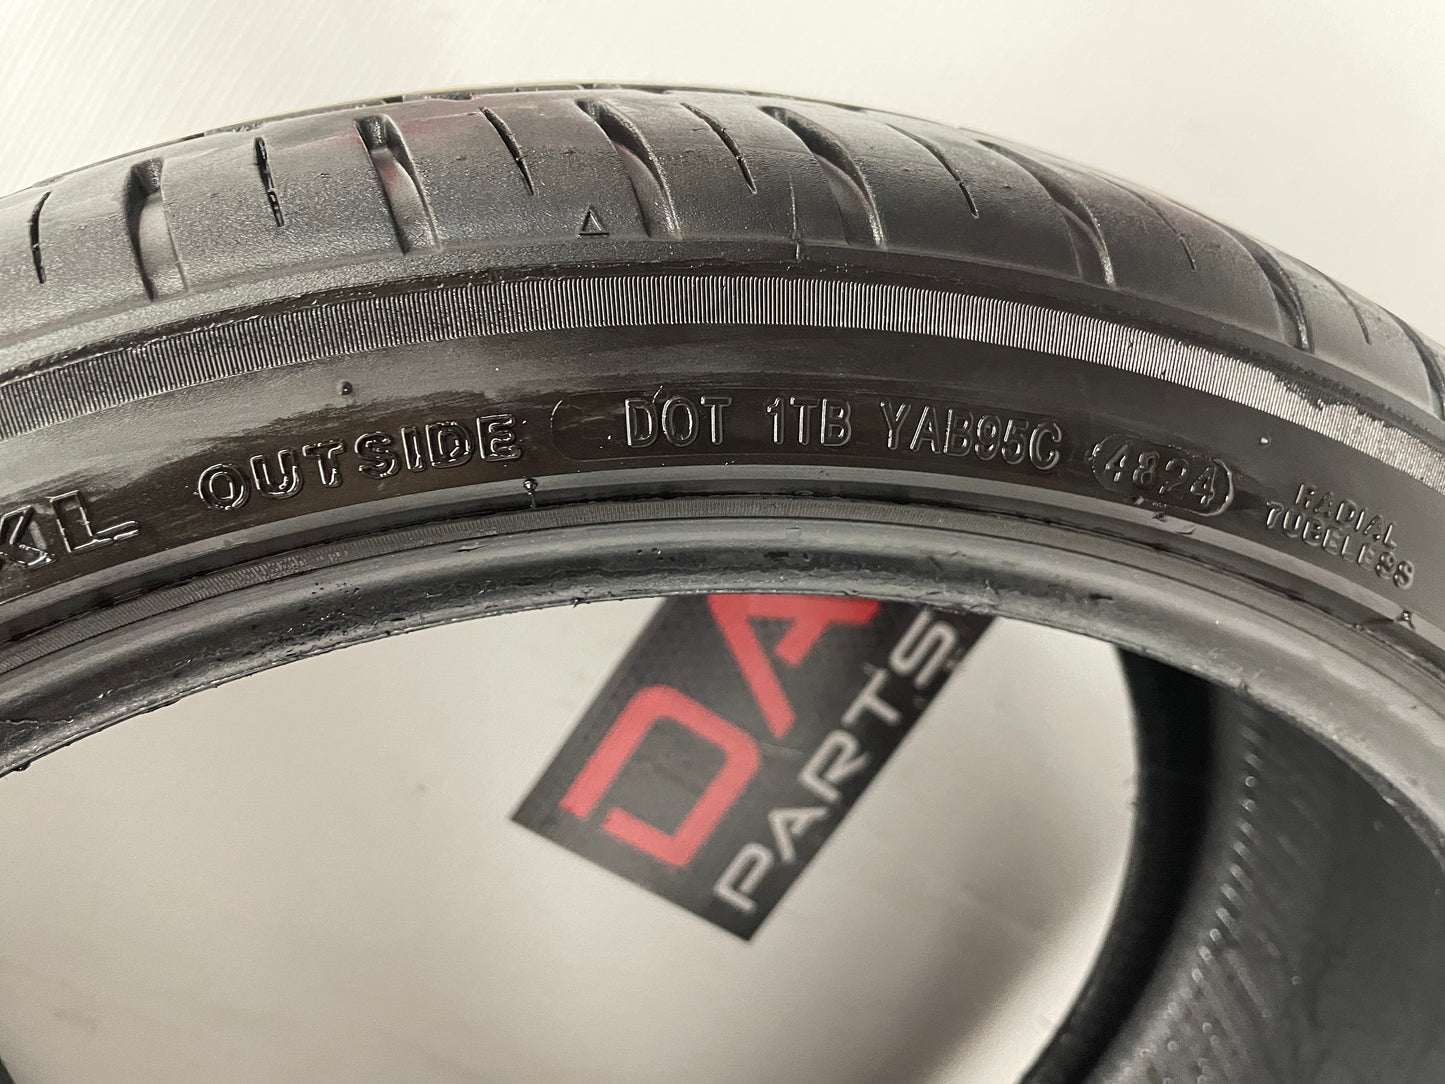 XL OUTSIDE DOT 1TB YAB95C 4824
RADIAL
TUBELESS
DA
PARTS